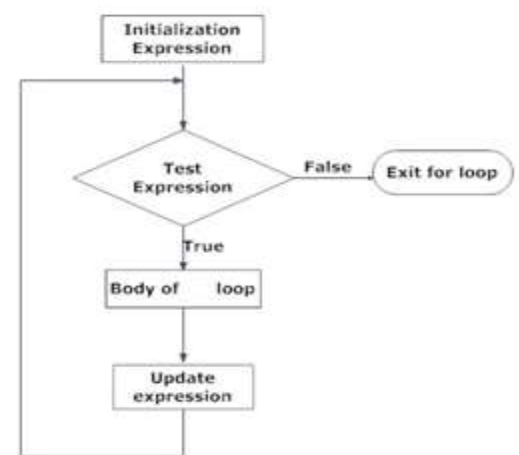 Initialization
Expression
Test
Expression
False
Exit for loop
True
Body of loop
Update
expression